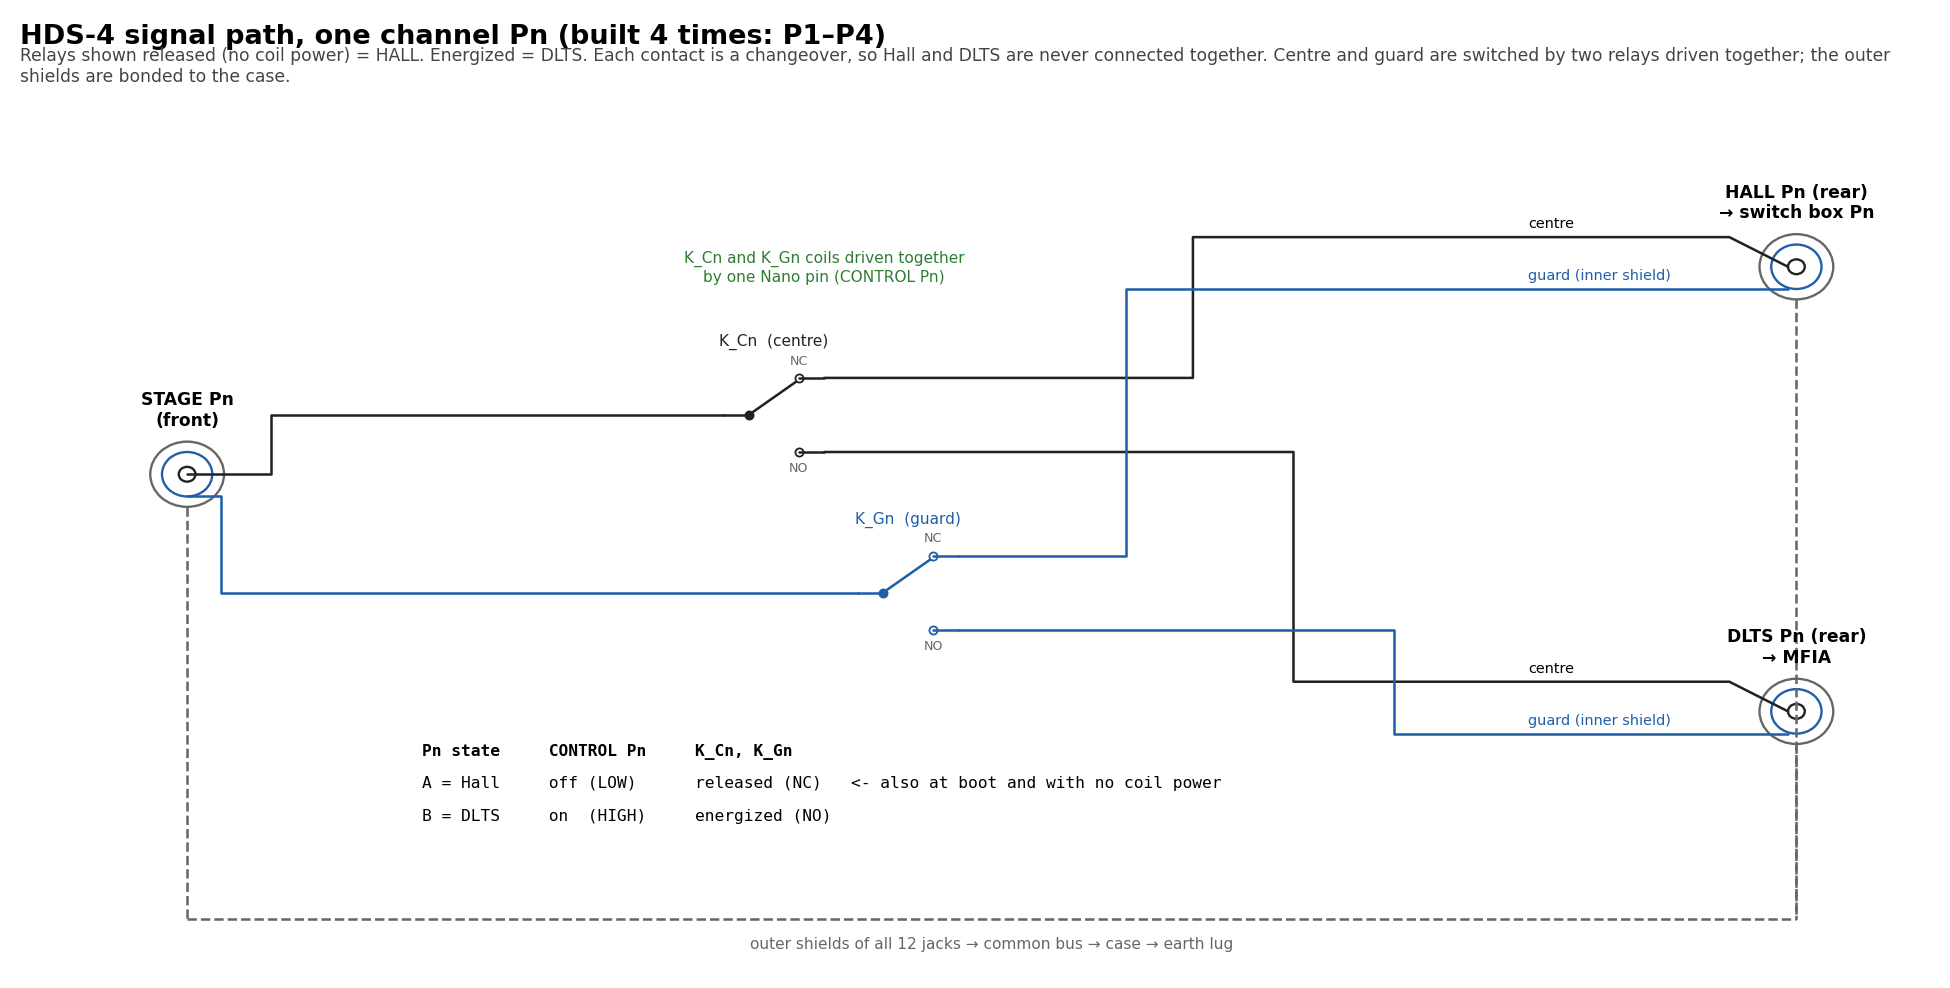 HDS-4 signal path, one channel Pn (built 4 times: P1–P4)
Relays shown released (no coil power) = HALL. Energized = DLTS. Each contact is a changeover, so Hall and DLTS are never connected together. Centre and guard are switched by two relays driven together; the outer
shields are bonded to the case.
HALL Pn (rear)
→ switch box Pn
centre
guard (inner shield)
K_Cn and K_Gn coils driven together
by one Nano pin (CONTROL Pn)
K_Cn (centre)
NC
NO
STAGE Pn
(front)
K_Gn (guard)
NC
NO
DLTS Pn (rear)
→ MFIA
centre
guard (inner shield)
Pn state CONTROL Pn K_Cn, K_Gn
A = Hall off (LOW) released (NC) <- also at boot and with no coil power
B = DLTS on (HIGH) energized (NO)
outer shields of all 12 jacks → common bus → case → earth lug